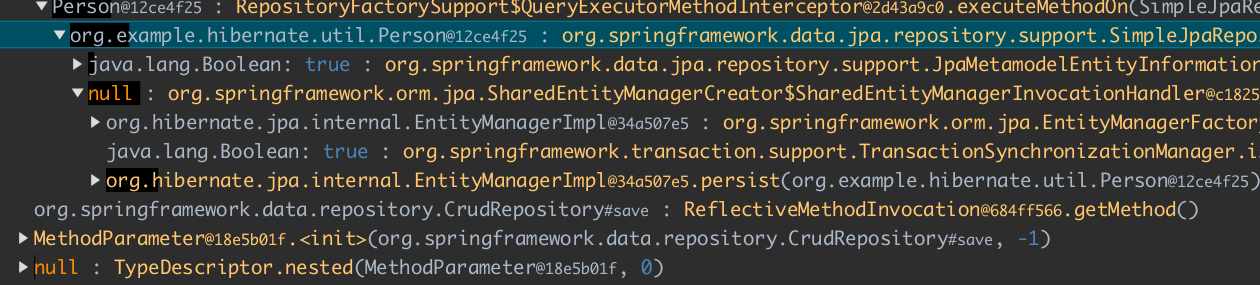 Person@12ce4f25 : RepositoryFactorySupport$QueryExecutorMethodInterceptor@2d43a9c0.executeMethodOn(SimpleJpaRe
org.example.hibernate.util.Person@12ce4f25 : org.springframework.data.jpa.repository.support.SimpleJpaRepo
java.lang.Boolean: true : org.springframework.data.jpa.repository.support.JpaMetamodelEntityInformation
null : org.springframework.orm.jpa.SharedEntityManagerCreator$SharedEntityManagerInvocationHandler@c1825
org.hibernate.jpa.internal.EntityManagerImpl@34a507e5 : org.springframework.orm.jpa.EntityManagerFactor
java.lang.Boolean: true : org.springframework.transaction.support.TransactionSynchronizationManager.i
org.hibernate.jpa.internal.EntityManagerImpl@34a507e5.persist(org.example.hibernate.util.Person@12ce4f25)
org.springframework.data.repository.CrudRepository#save : ReflectiveMethodInvocation@684ff566.getMethod()
MethodParameter@18e5b01f.<init>(org.springframework.data.repository.CrudRepository#save, -1)
null : TypeDescriptor.nested(MethodParameter@18e5b01f, 0)